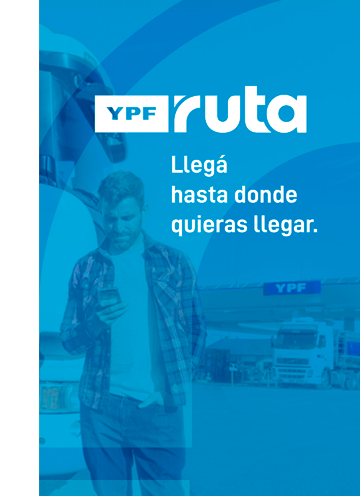 YPF ruta
Llegá
hasta donde
quieras llegar.
YPF